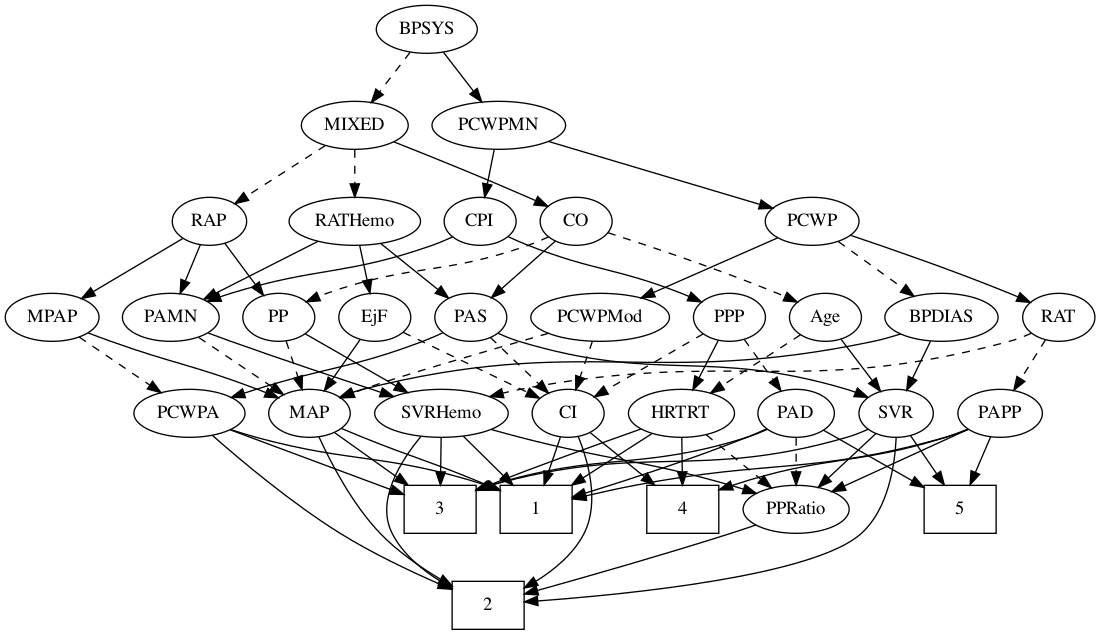 BPSYS
MIXED PCWPMN
RAP RATHemo CPI CO PCWP
MPAP PAMN PP EjF PAS PCWPMod PPP Age BPDIAS RAT
PCWPA MAP SVRHemo CI HRTRT PAD SVR PAPP
3 1 4 PPRatio 5
2